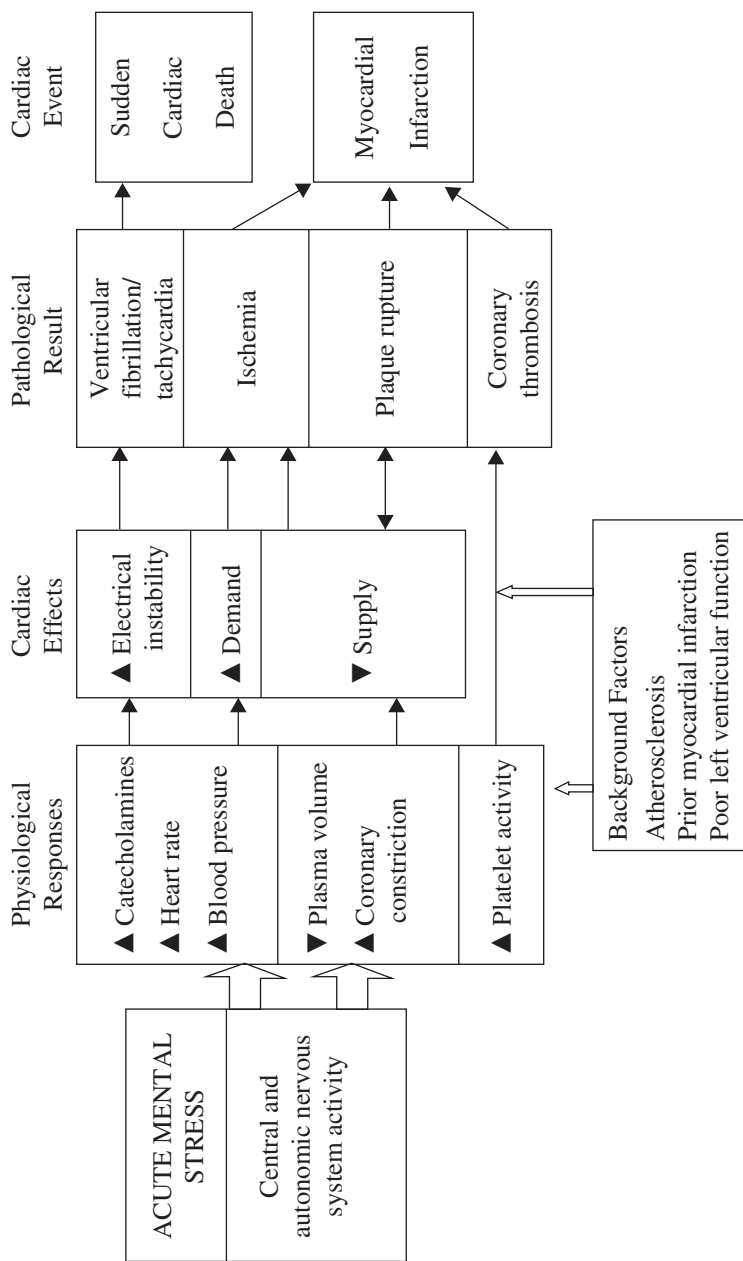 Physiological
Responses
Cardiac
Effects
Pathological
Result
Cardiac
Event
ACUTE MENTAL
STRESS
Central and
autonomic nervous
system activity
▲ Catecholamines
▲ Heart rate
▲ Blood pressure
▼ Plasma volume
▲ Coronary
constriction
▲ Platelet activity
▲ Electrical
instability
▲ Demand
▼ Supply
Ventricular
fibrillation/
tachycardia
Ischemia
Plaque rupture
Coronary
thrombosis
Sudden
Cardiac
Death
Myocardial
Infarction
Background Factors
Atherosclerosis
Prior myocardial infarction
Poor left ventricular function